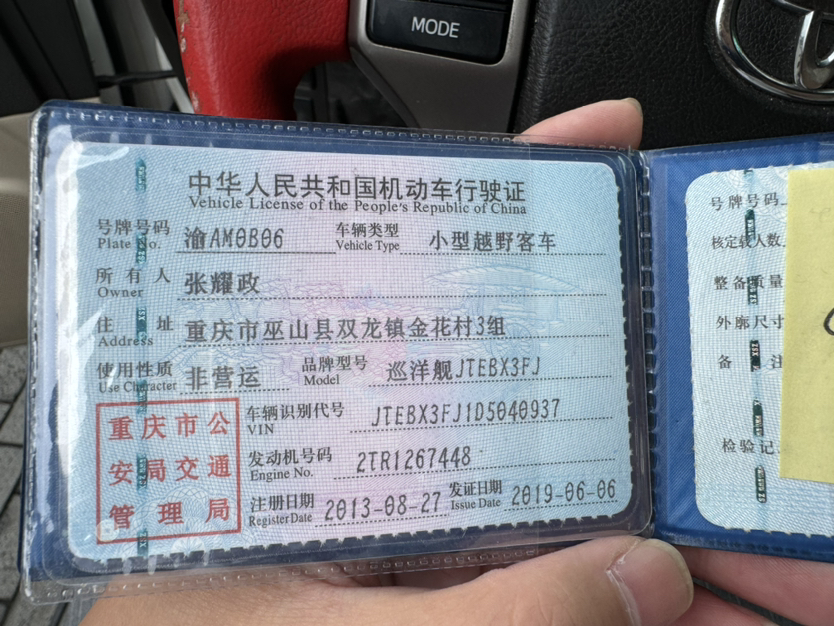 MODE
中华人民共和国机动车行驶证
Vehicle License of the People's Republic of China
号牌号码 Plate No. 渝AM0B06 车辆类型 Vehicle Type 小型越野客车
所有人 Owner 张耀政
住址 Address 重庆市巫山县双龙镇金花村3组
使用性质 Use Character 非营运 品牌型号 Model 巡洋舰JTEBX3FJ
车辆识别代号 VIN JTEBX3FJ1D5040937
发动机号码 Engine No. 2TR1267448
注册日期 Register Date 2013-08-27 发证日期 Issue Date 2019-06-06
重庆市公
安局交通
管理局
号牌号码
核定载人数
整备质量
外廓尺寸
备注
检验记